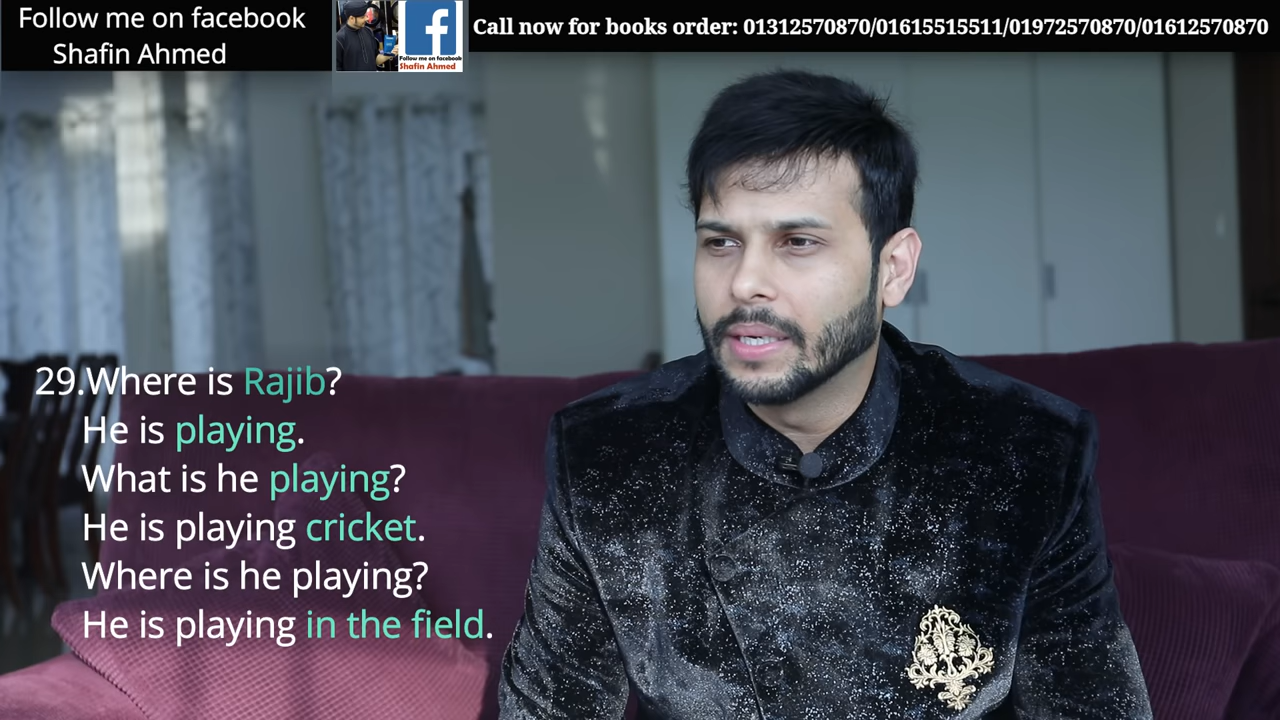 Follow me on facebook
Shafin Ahmed
Follow me on facebook
Shafin Ahmed
Call now for books order: 01312570870/01615515511/01972570870/01612570870
29.Where is Rajib?
He is playing.
What is he playing?
He is playing cricket.
Where is he playing?
He is playing in the field.